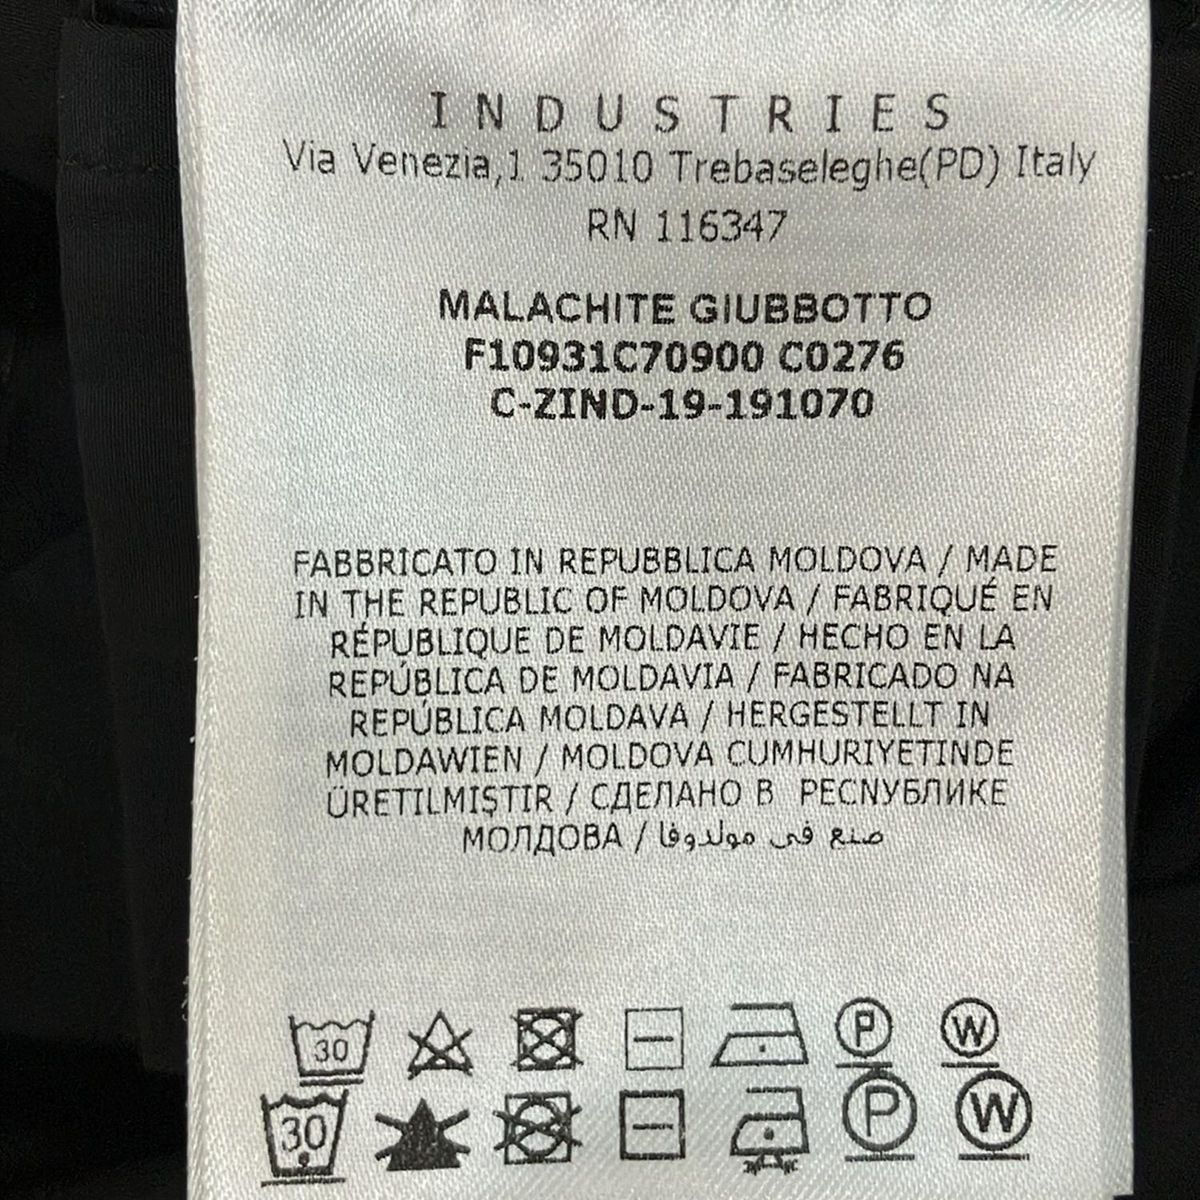 INDUSTRIES
Via Venezia,1 35010 Trebaseleghe(PD) Italy
RN 116347
MALACHITE GIUBBOTTO
F10931C70900 C0276
C-ZIND-19-191070
FABBRICATO IN REPUBBLICA MOLDOVA / MADE
IN THE REPUBLIC OF MOLDOVA / FABRIQUÉ EN
RÉPUBLIQUE DE MOLDAVIE / HECHO EN LA
REPÚBLICA DE MOLDAVIA / FABRICADO NA
REPÚBLICA MOLDAVA / HERGESTELLT IN
MOLDAWIEN / MOLDOVA CUMHURIYETINDE
ÜRETILMIŞTIR / СДЕЛАНО В РЕСПУБЛИКЕ
МОЛДОВА / صنع في مولدوفا
30 P W
30 P W